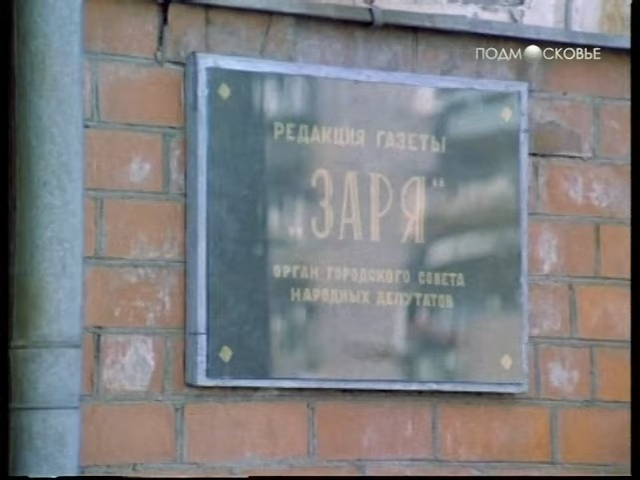 ПОДМОСКОВЬЕ
РЕДАКЦИЯ ГАЗЕТЫ
„ЗАРЯ“
ОРГАН ГОРОДСКОГО СОВЕТА
НАРОДНЫХ ДЕПУТАТОВ